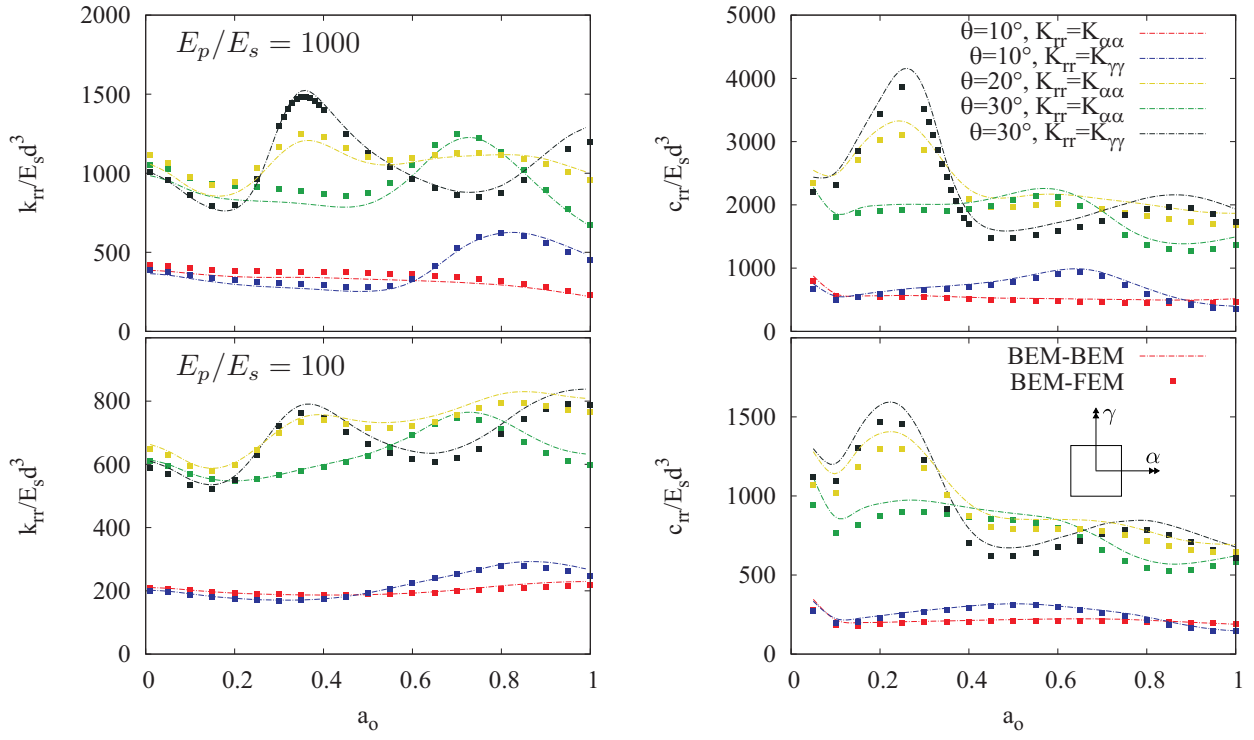 2000
1500
1000
500
0
k_rr/E_s d^3
E_p/E_s = 1000
5000
4000
3000
2000
1000
0
c_rr/E_s d^3
θ=10°, K_rr=K_αα
θ=10°, K_rr=K_γγ
θ=20°, K_rr=K_αα
θ=30°, K_rr=K_αα
θ=30°, K_rr=K_γγ
800
600
400
200
0
k_rr/E_s d^3
E_p/E_s = 100
0 0.2 0.4 0.6 0.8 1
a_o
1500
1000
500
0
c_rr/E_s d^3
BEM-BEM
BEM-FEM
γ
α
0 0.2 0.4 0.6 0.8 1
a_o